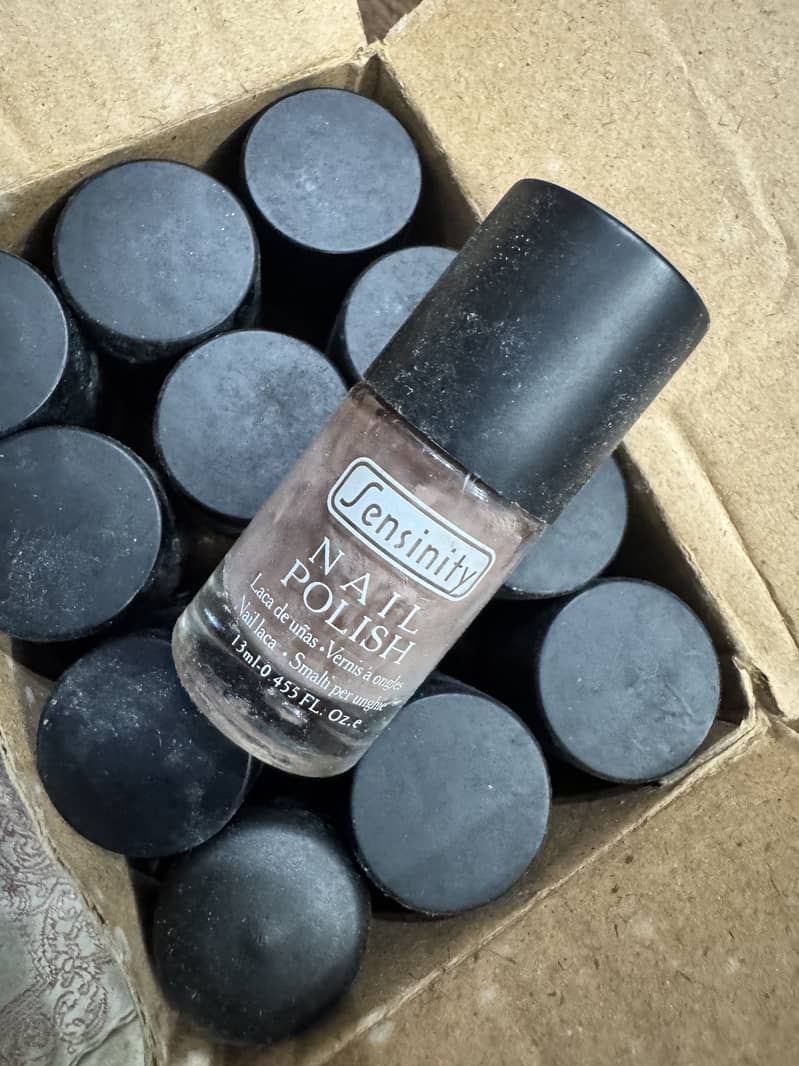 Sensinity
NAIL
POLISH
Laca de uñas • Vernis à ongles
Nail laca • Smalti per unghie
13ml-0 455 FL. Oz.e